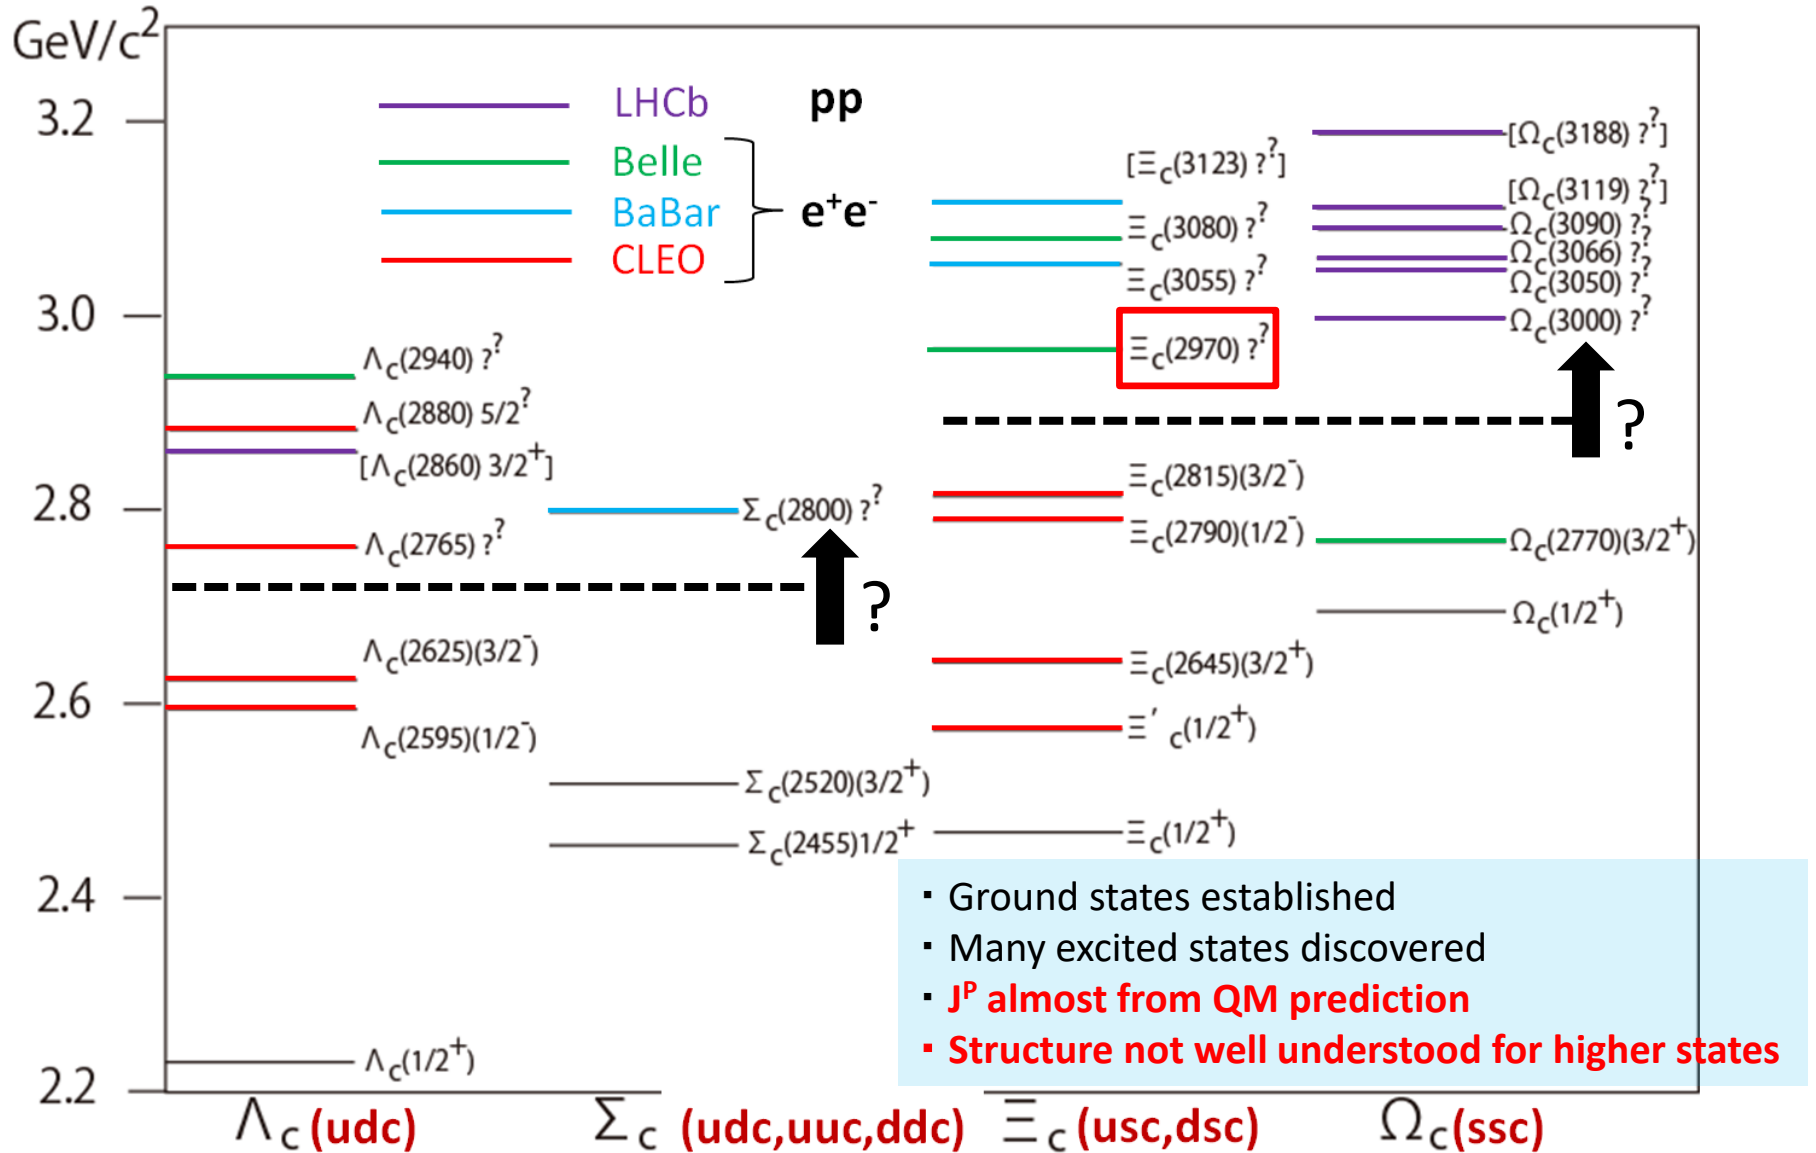 GeV/c²
3.2
3.0
2.8
2.6
2.4
2.2
LHCb pp
Belle
BaBar
CLEO
e⁺e⁻
Λc(2940) ?^?
Λc(2880) 5/2^?
[Λc(2860) 3/2⁺]
Λc(2765) ?^?
Λc(2625)(3/2⁻)
Λc(2595)(1/2⁻)
Λc(1/2⁺)
Σc(2800) ?^?
?
Σc(2520)(3/2⁺)
Σc(2455)1/2⁺
[Ξc(3123) ?^?]
Ξc(3080) ?^?
Ξc(3055) ?^?
Ξc(2970) ?^?
Ξc(2815)(3/2⁻)
Ξc(2790)(1/2⁻)
Ξc(2645)(3/2⁺)
Ξ′c(1/2⁺)
Ξc(1/2⁺)
[Ωc(3188) ?^?]
[Ωc(3119) ?^?]
Ωc(3090) ?^?
Ωc(3066) ?^?
Ωc(3050) ?^?
Ωc(3000) ?^?
?
Ωc(2770)(3/2⁺)
Ωc(1/2⁺)
・Ground states established
・Many excited states discovered
・Jᴾ almost from QM prediction
・Structure not well understood for higher states
Λc (udc) Σc (udc,uuc,ddc) Ξc (usc,dsc) Ωc (ssc)